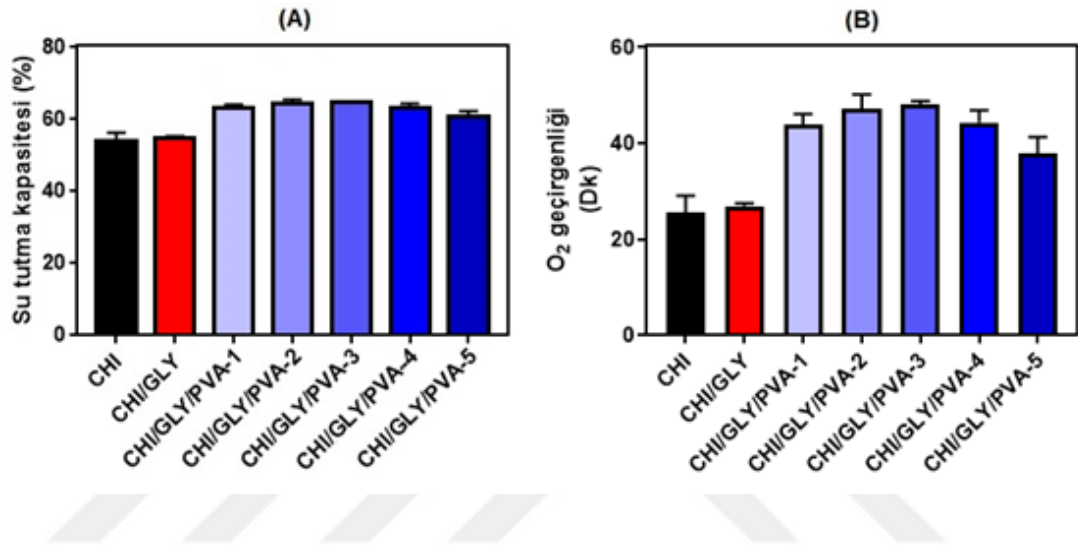 (A)
Su tutma kapasitesi (%)
80
60
40
20
0
CHI
CHI/GLY
CHI/GLY/PVA-1
CHI/GLY/PVA-2
CHI/GLY/PVA-3
CHI/GLY/PVA-4
CHI/GLY/PVA-5
(B)
O₂ geçirgenliği
(Dk)
60
40
20
0
CHI
CHI/GLY
CHI/GLY/PVA-1
CHI/GLY/PVA-2
CHI/GLY/PVA-3
CHI/GLY/PVA-4
CHI/GLY/PVA-5